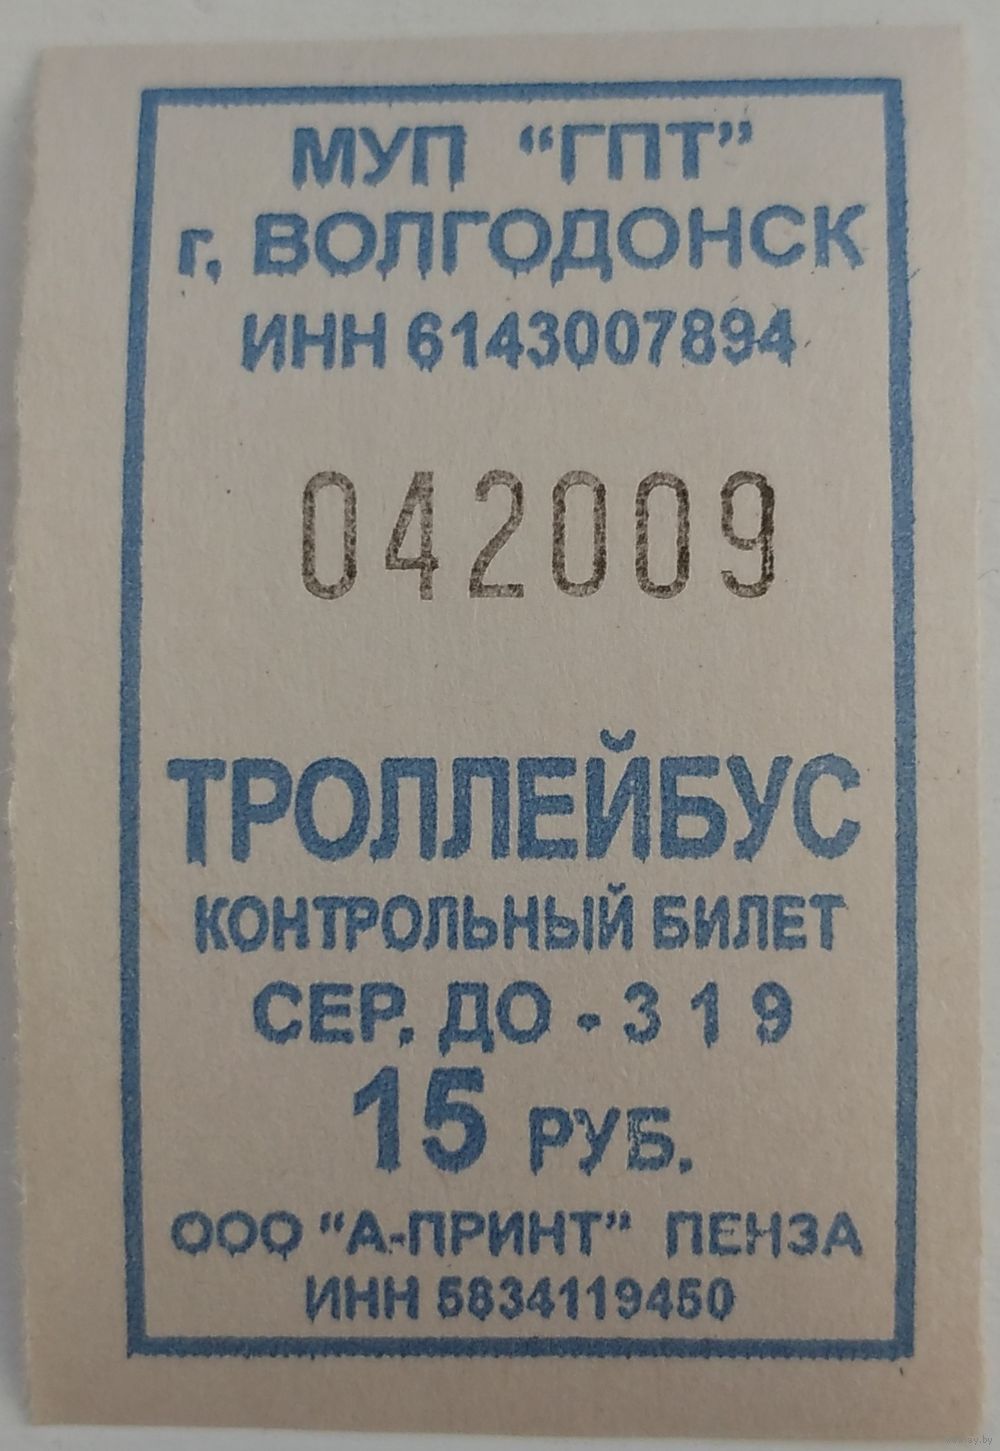 МУП "ГПТ"
г. ВОЛГОДОНСК
ИНН 6143007894
042009
ТРОЛЛЕЙБУС
КОНТРОЛЬНЫЙ БИЛЕТ
СЕР. ДО - 319
15 РУБ.
ООО "А-ПРИНТ" ПЕНЗА
ИНН 5834119450